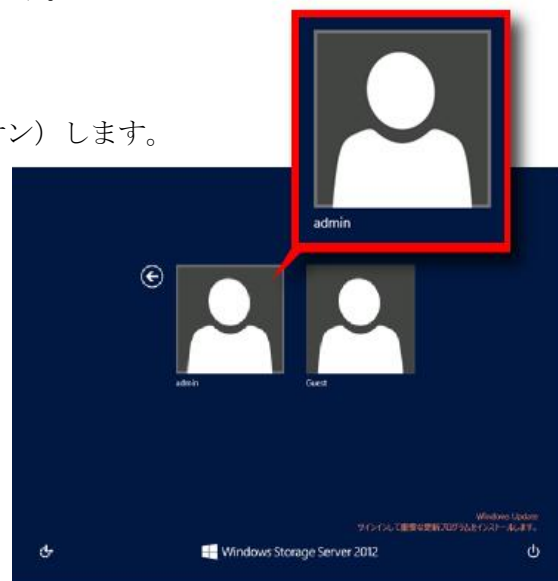 ン）します。
admin
admin
Guest
Windows Update
サインインして重要な更新プログラムをインストールします。
Windows Storage Server 2012